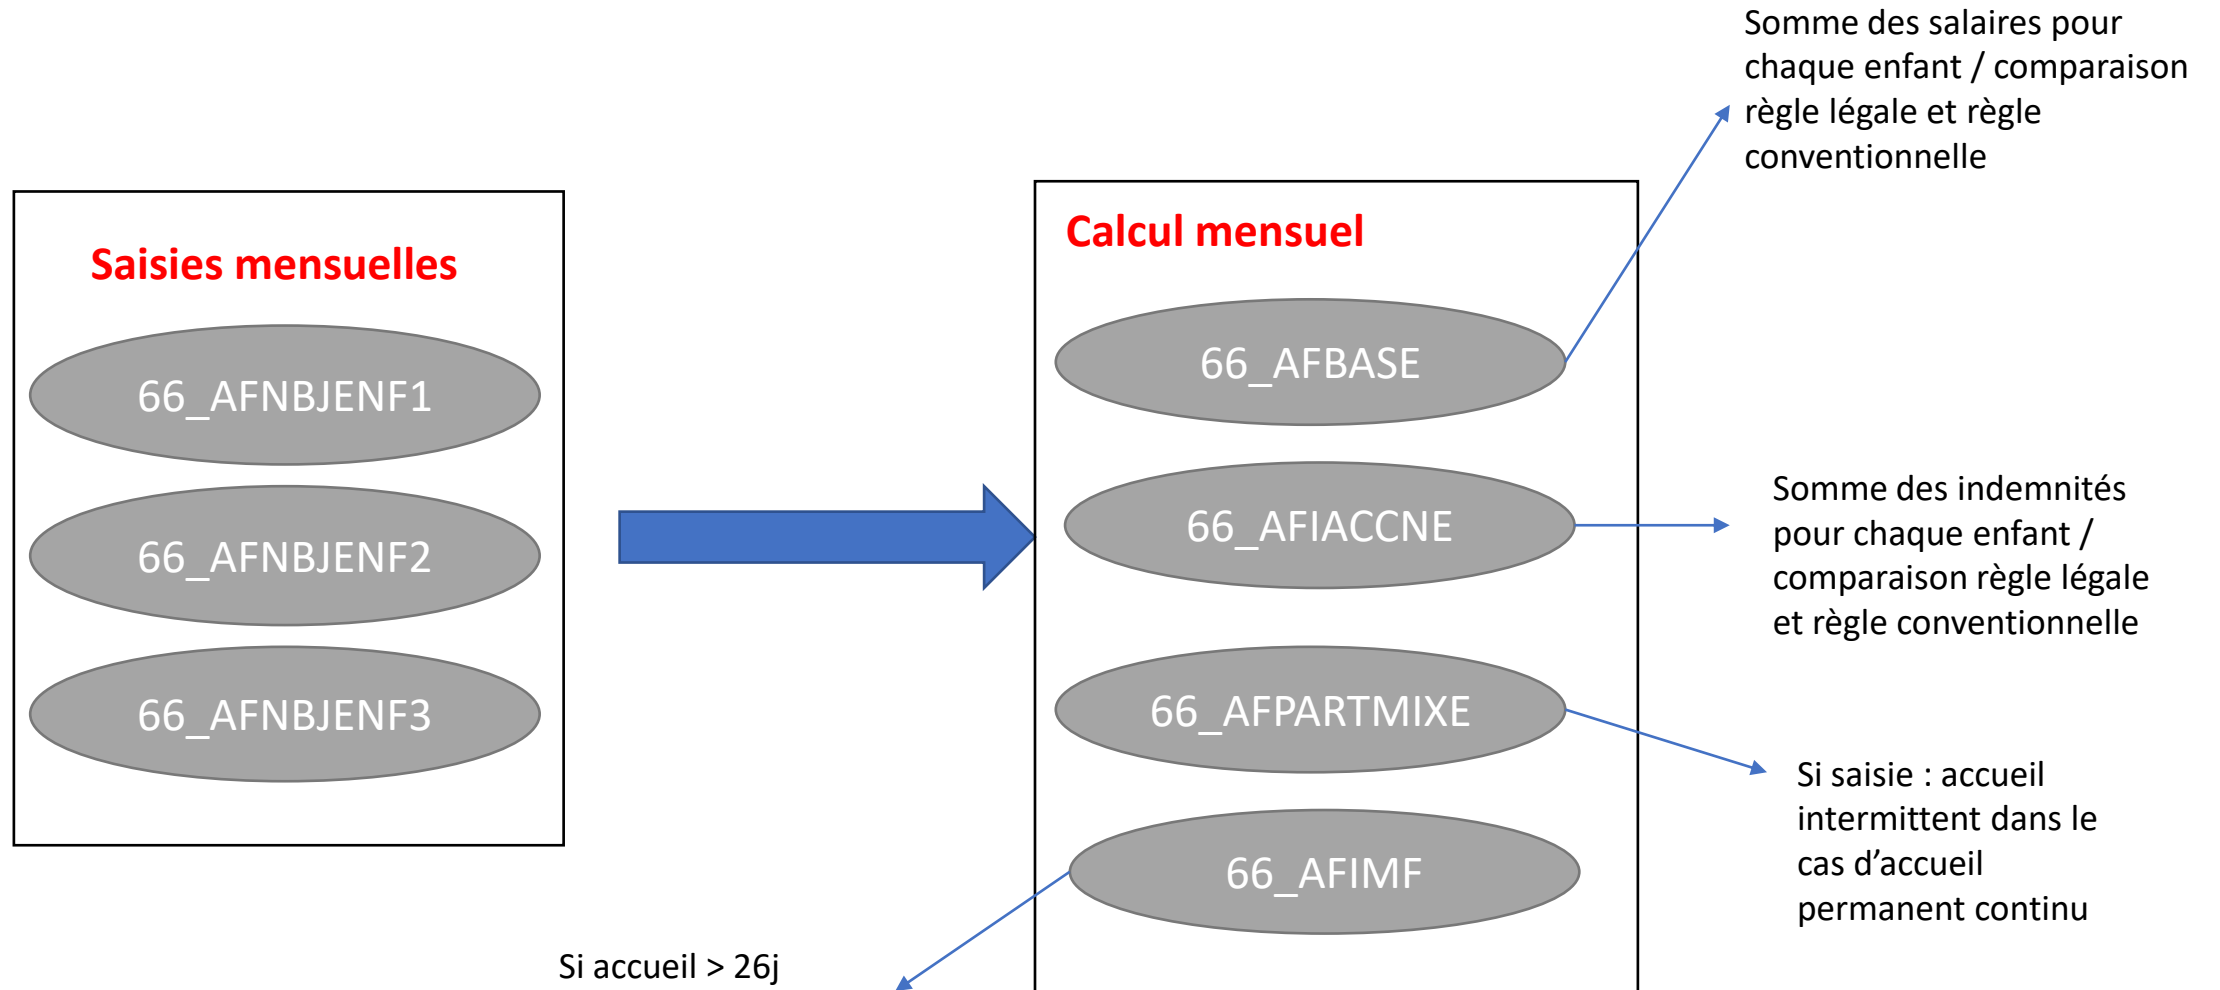 Somme des salaires pour
chaque enfant / comparaison
règle légale et règle
conventionnelle
Saisies mensuelles
66_AFNBJENF1
66_AFNBJENF2
66_AFNBJENF3
Calcul mensuel
66_AFBASE
66_AFIACCNE
66_AFPARTMIXE
66_AFIMF
Somme des indemnités
pour chaque enfant /
comparaison règle légale
et règle conventionnelle
Si saisie : accueil
intermittent dans le
cas d’accueil
permanent continu
Si accueil > 26j